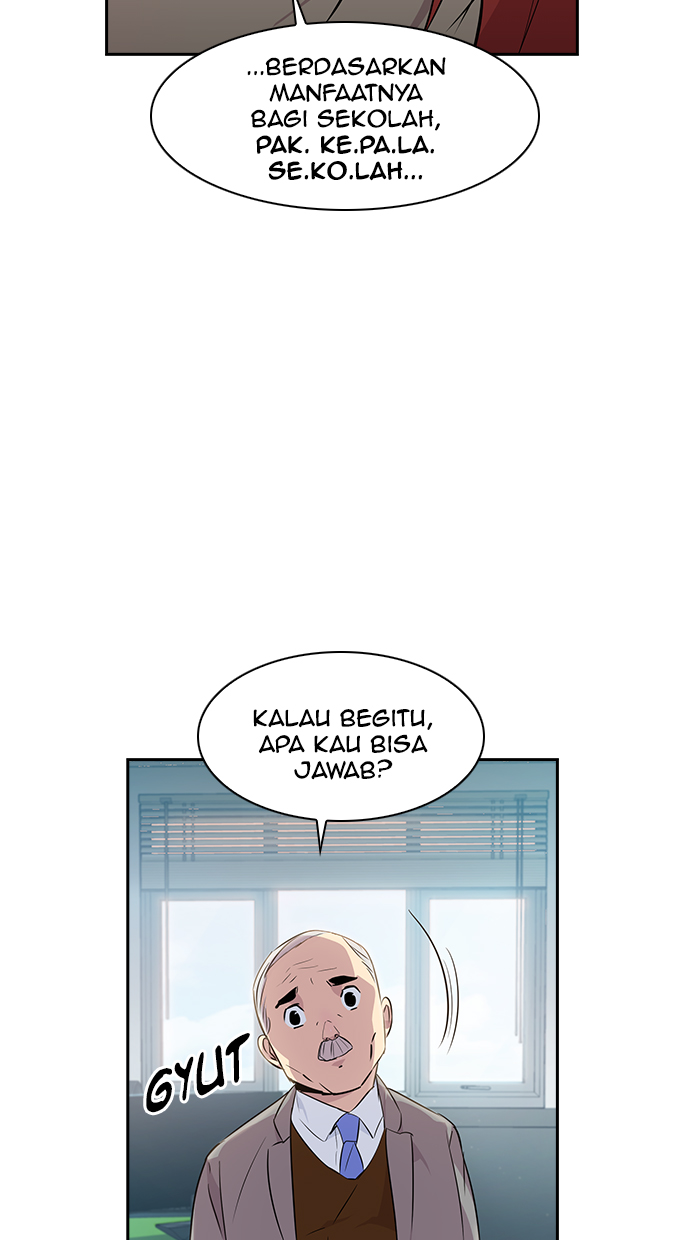 ...BERDASARKAN
MANFAATNYA
BAGI SEKOLAH,
PAK. KE.PA.LA.
SE.KO.LAH...
KALAU BEGITU,
APA KAU BISA
JAWAB?
GYUT